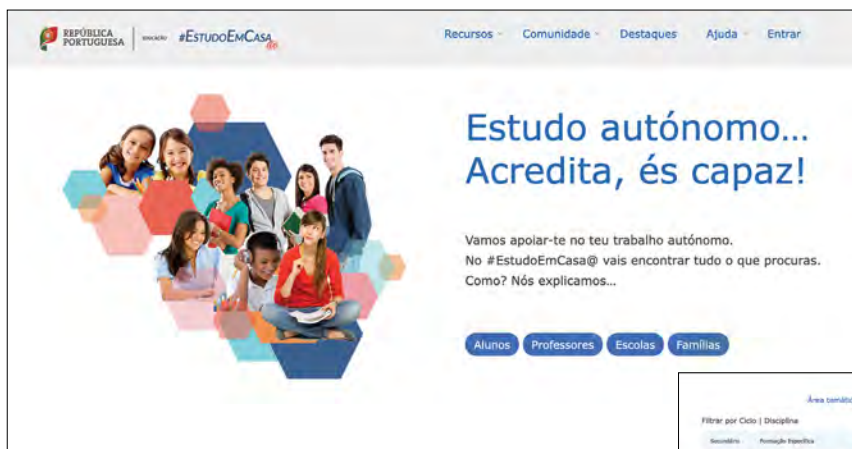 REPÚBLICA
PORTUGUESA
EDUCAÇÃO
#ESTUDOEMCASA
@
Recursos Comunidade Destaques Ajuda Entrar
Estudo autónomo...
Acredita, és capaz!
Vamos apoiar-te no teu trabalho autónomo.
No #EstudoEmCasa@ vais encontrar tudo o que procuras.
Como? Nós explicamos...
Alunos Professores Escolas Famílias
Filtrar por Ciclo | Disciplina
Secundário Formação Específica